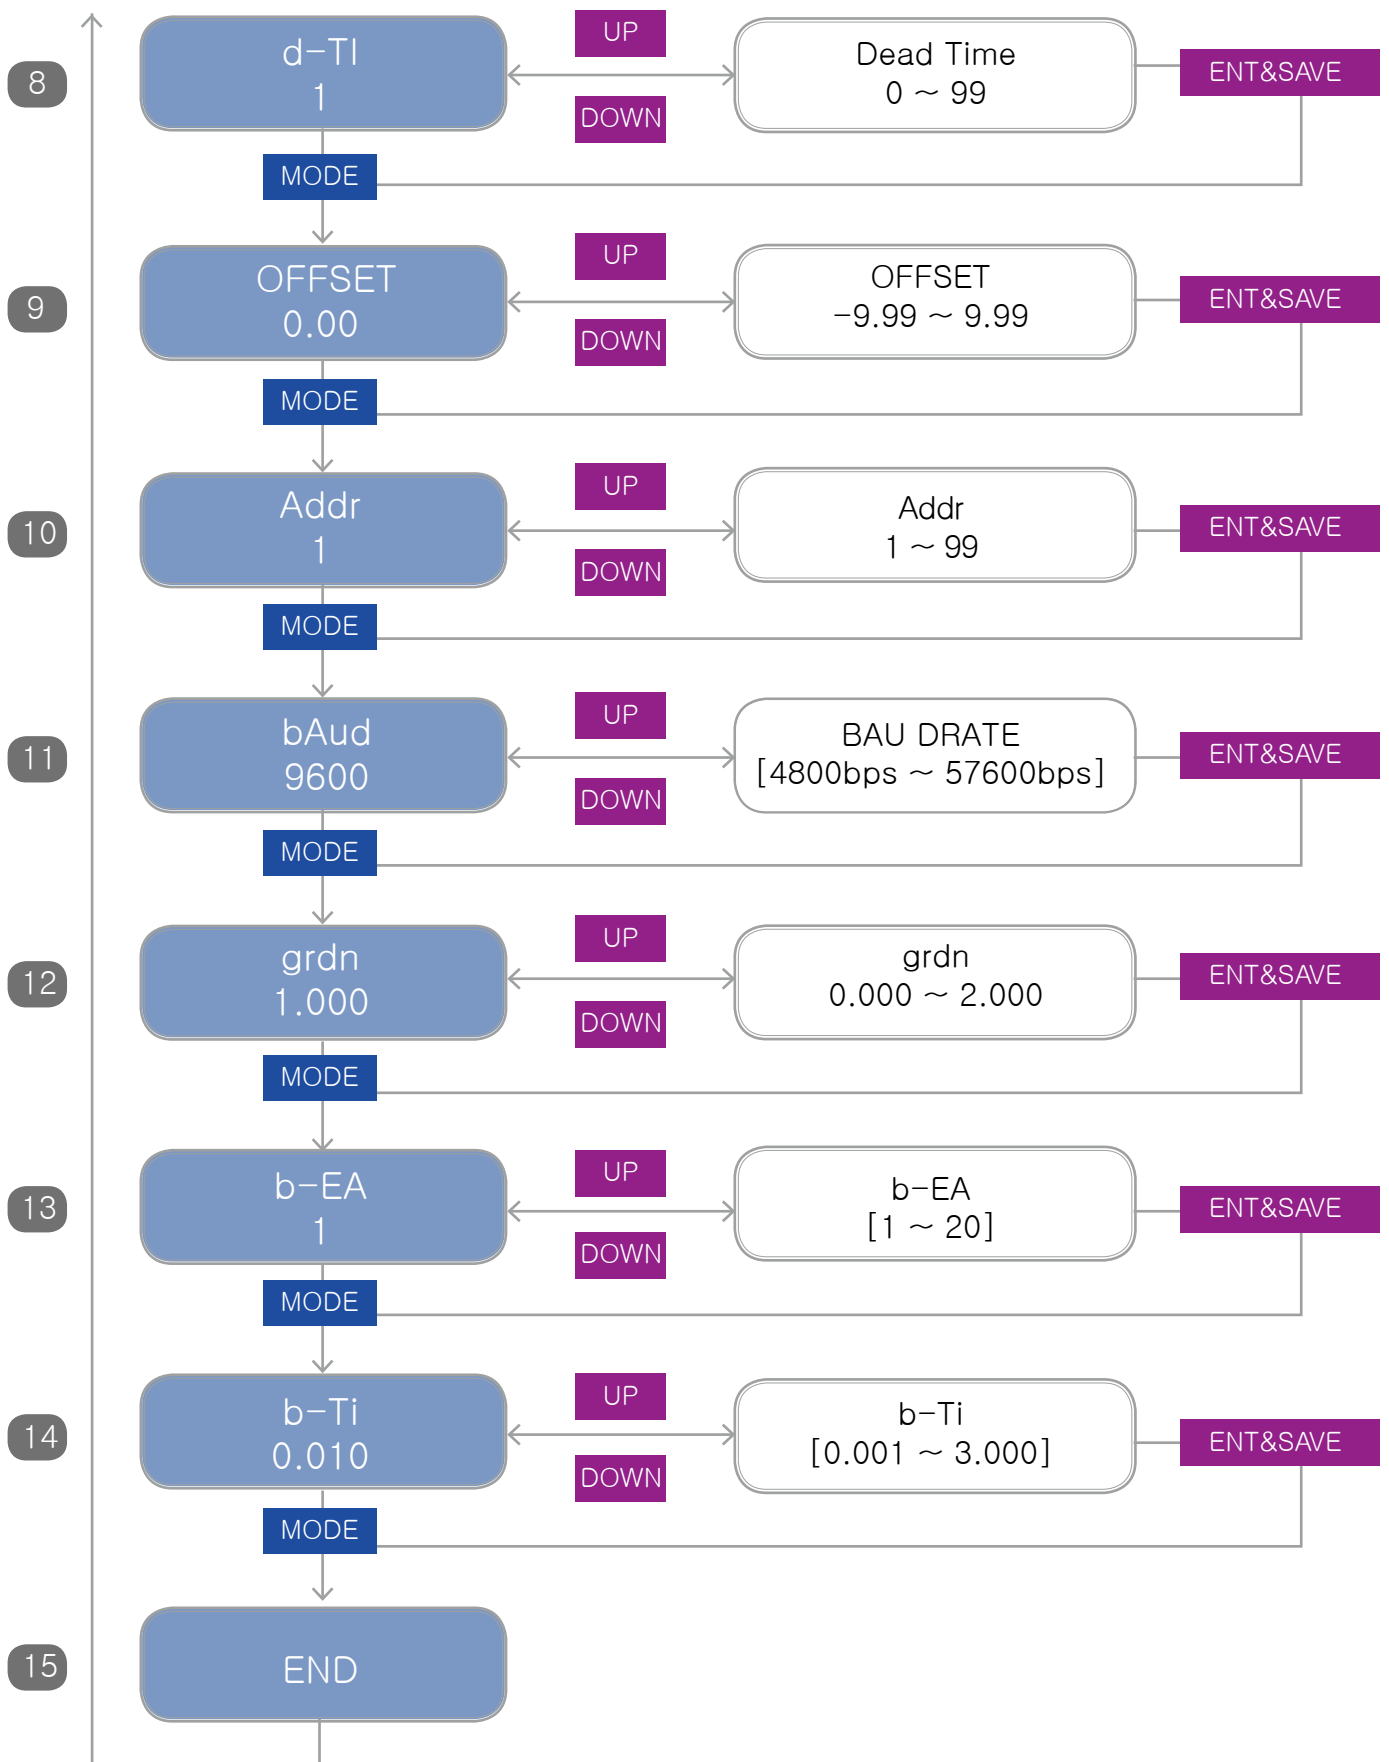 8
d-TI
1
UP
DOWN
Dead Time
0 ~ 99
ENT&SAVE
MODE
9
OFFSET
0.00
UP
DOWN
OFFSET
-9.99 ~ 9.99
ENT&SAVE
MODE
10
Addr
1
UP
DOWN
Addr
1 ~ 99
ENT&SAVE
MODE
11
bAud
9600
UP
DOWN
BAU DRATE
[4800bps ~ 57600bps]
ENT&SAVE
MODE
12
grdn
1.000
UP
DOWN
grdn
0.000 ~ 2.000
ENT&SAVE
MODE
13
b-EA
1
UP
DOWN
b-EA
[1 ~ 20]
ENT&SAVE
MODE
14
b-Ti
0.010
UP
DOWN
b-Ti
[0.001 ~ 3.000]
ENT&SAVE
MODE
15
END